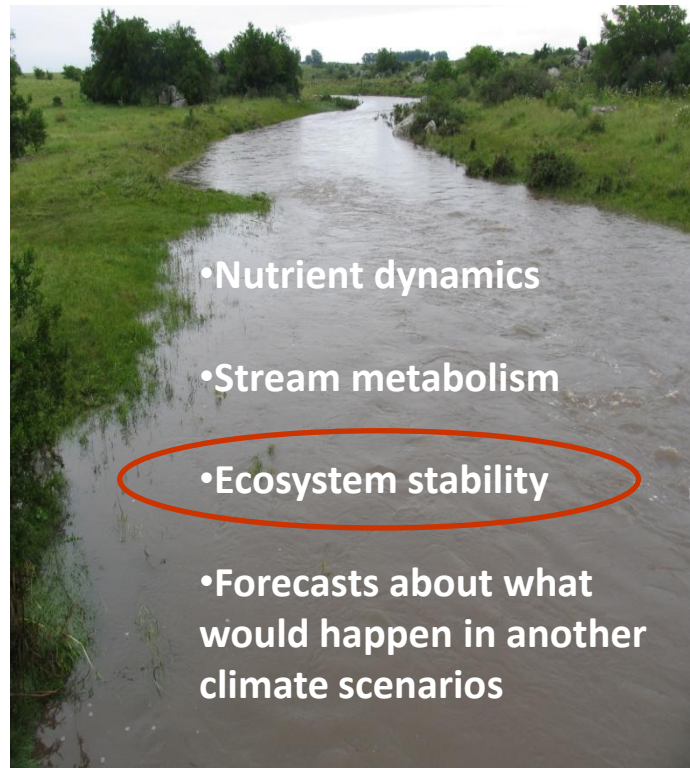 •Nutrient dynamics
•Stream metabolism
•Ecosystem stability
•Forecasts about what
would happen in another
climate scenarios